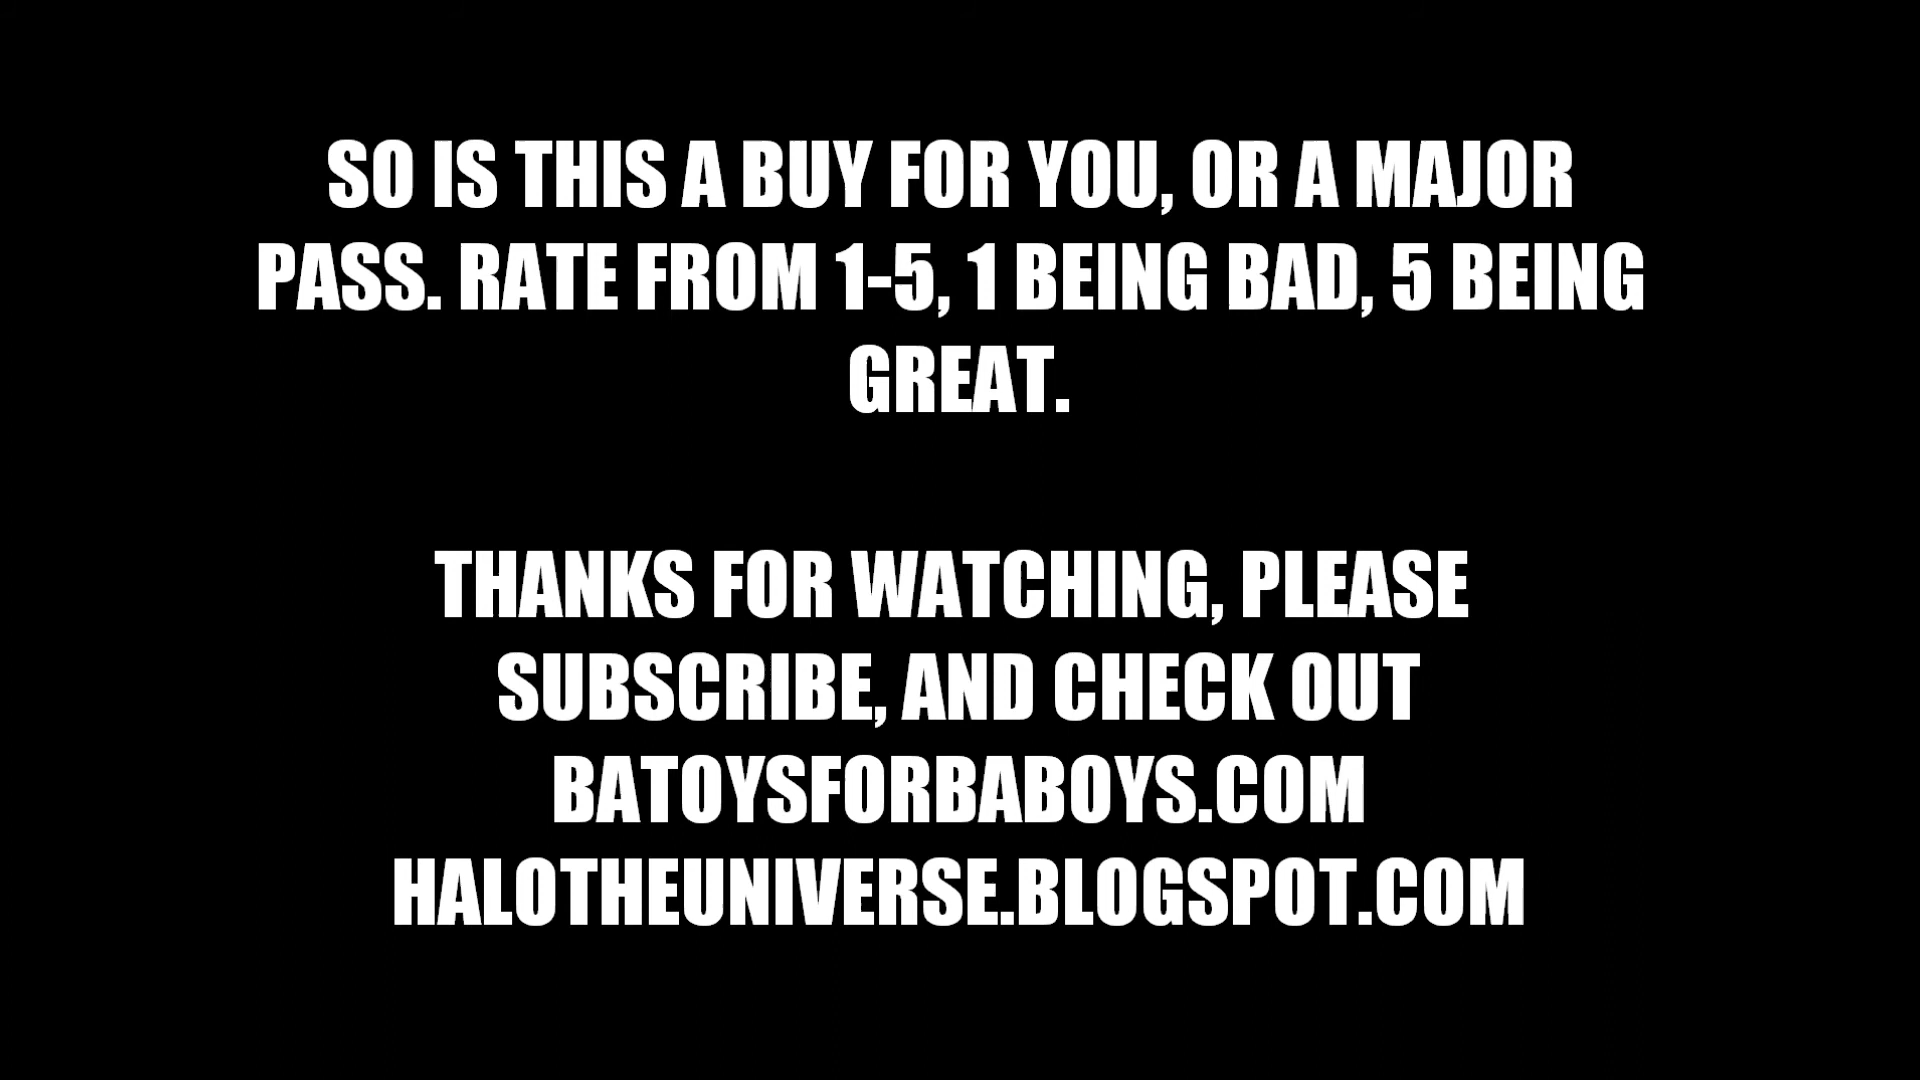 SO IS THIS A BUY FOR YOU, OR A MAJOR
PASS. RATE FROM 1-5, 1 BEING BAD, 5 BEING
GREAT.
THANKS FOR WATCHING, PLEASE
SUBSCRIBE, AND CHECK OUT
BATOYSFORBABOYS.COM
HALOTHEUNIVERSE.BLOGSPOT.COM